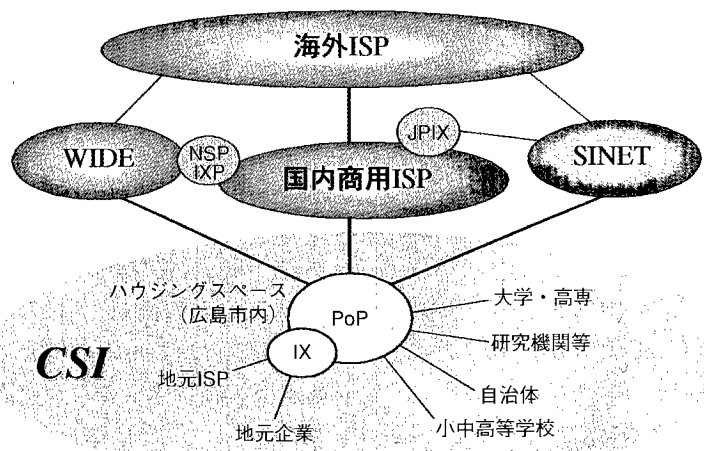 海外ISP
WIDE
NSP
IXP
JPIX
国内商用ISP
SINET
ハウジングスペース
(広島市内)
PoP
IX
CSI
大学・高専
研究機関等
自治体
小中高等学校
地元ISP
地元企業